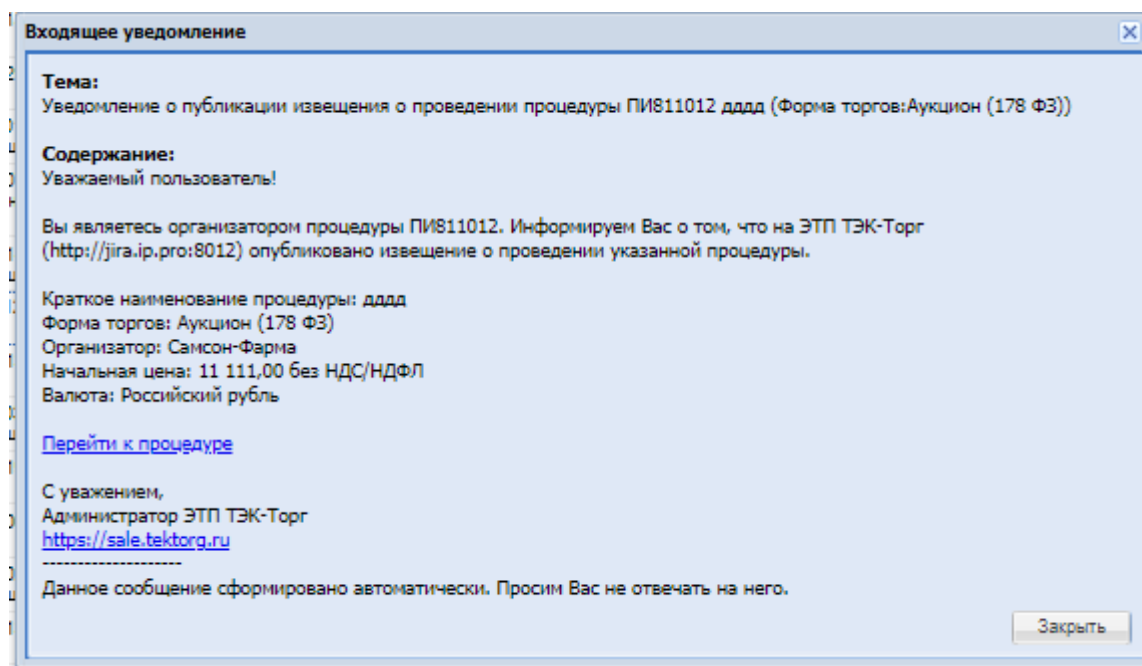 Входящее уведомление
Тема:
Уведомление о публикации извещения о проведении процедуры ПИ811012 дддд (Форма торгов:Аукцион (178 ФЗ))
Содержание:
Уважаемый пользователь!
Вы являетесь организатором процедуры ПИ811012. Информируем Вас о том, что на ЭТП ТЭК-Торг
(http://jira.ip.pro:8012) опубликовано извещение о проведении указанной процедуры.
Краткое наименование процедуры: дддд
Форма торгов: Аукцион (178 ФЗ)
Организатор: Самсон-Фарма
Начальная цена: 11 111,00 без НДС/НДФЛ
Валюта: Российский рубль
Перейти к процедуре
С уважением,
Администратор ЭТП ТЭК-Торг
https://sale.tektorg.ru
--------------------
Данное сообщение сформировано автоматически. Просим Вас не отвечать на него.
Закрыть